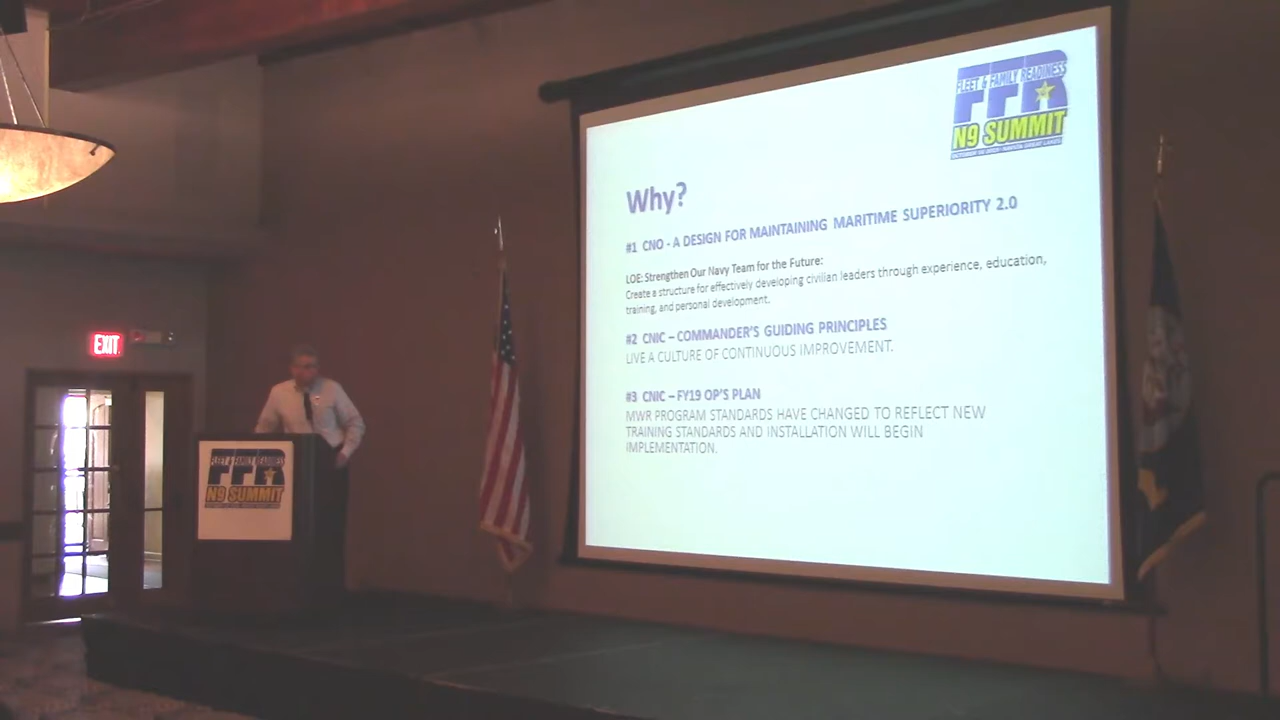 FLEET & FAMILY READINESS
FFR
N9 SUMMIT
Why?
#1 CNO - A DESIGN FOR MAINTAINING MARITIME SUPERIORITY 2.0
LOE: Strengthen Our Navy Team for the Future:
Create a structure for effectively developing civilian leaders through experience, education,
training, and personal development.
#2 CNIC – COMMANDER'S GUIDING PRINCIPLES
LIVE A CULTURE OF CONTINUOUS IMPROVEMENT.
#3 CNIC – FY19 OP'S PLAN
MWR PROGRAM STANDARDS HAVE CHANGED TO REFLECT NEW
TRAINING STANDARDS AND INSTALLATION WILL BEGIN
IMPLEMENTATION.
EXIT
FLEET & FAMILY READINESS
FFR
N9 SUMMIT